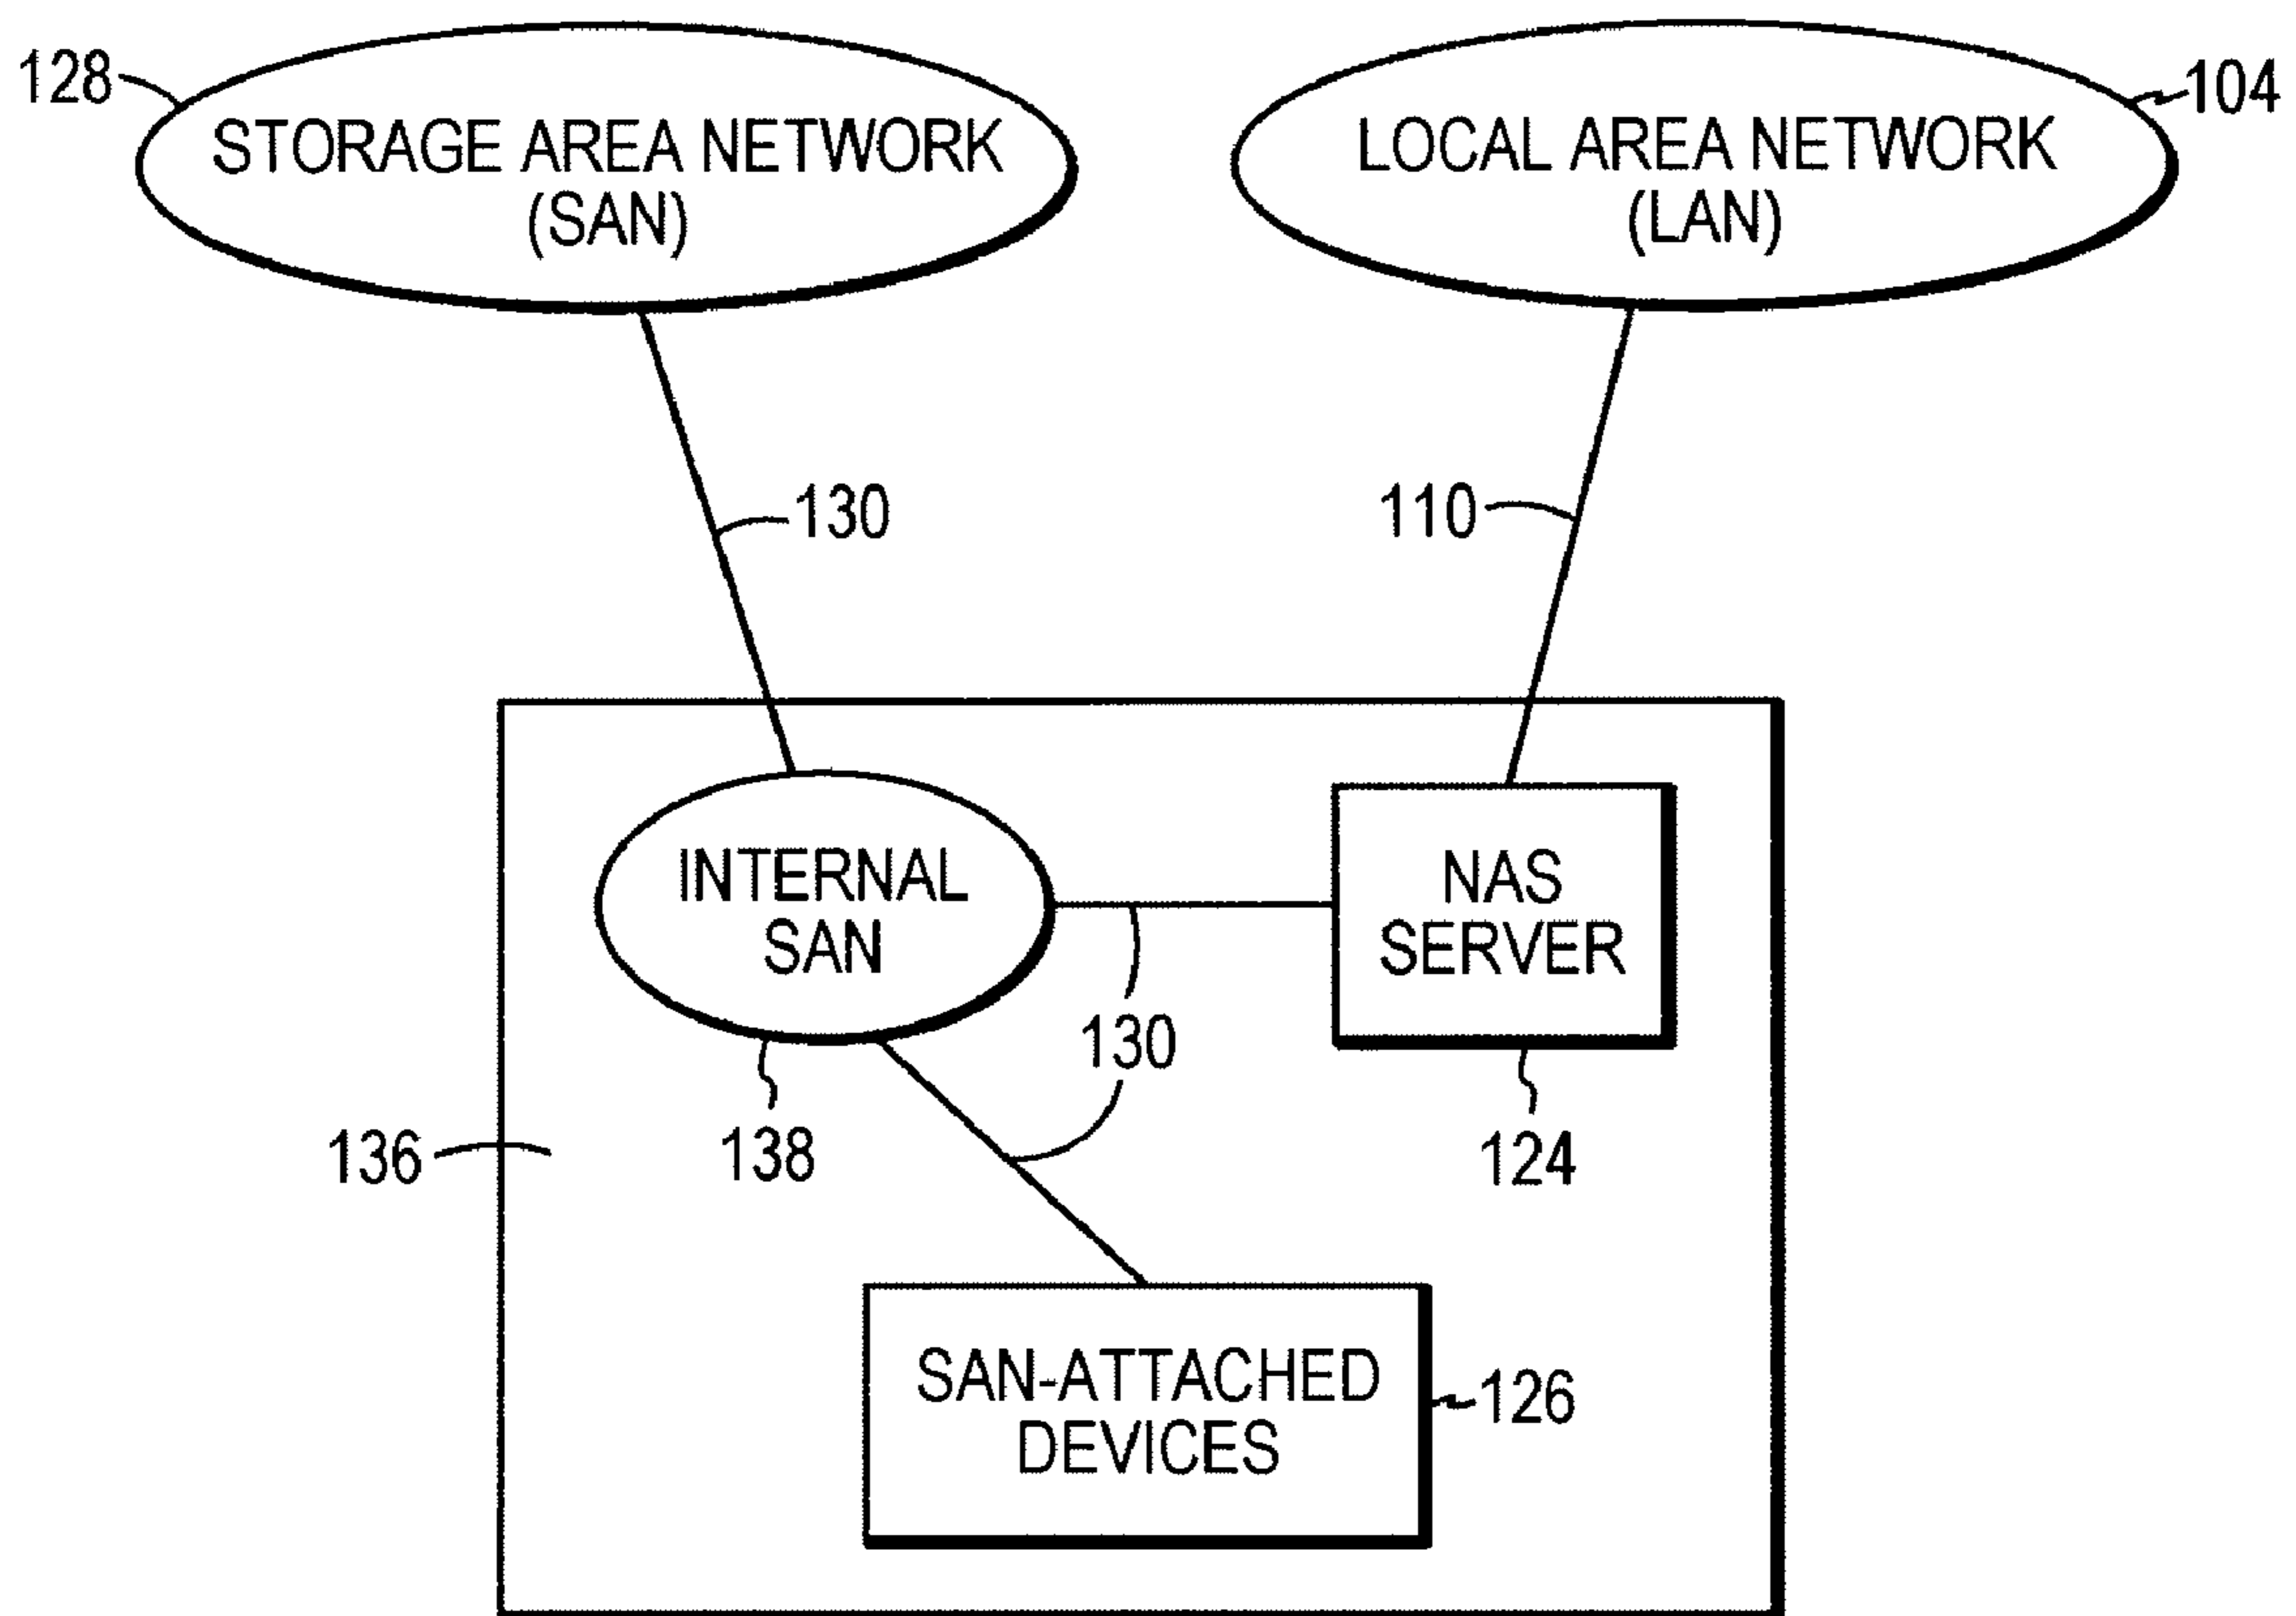 128
STORAGE AREA NETWORK
(SAN)
LOCAL AREA NETWORK
(LAN)
104
130
110
INTERNAL
SAN
NAS
SERVER
130
136
138
124
SAN-ATTACHED
DEVICES
126